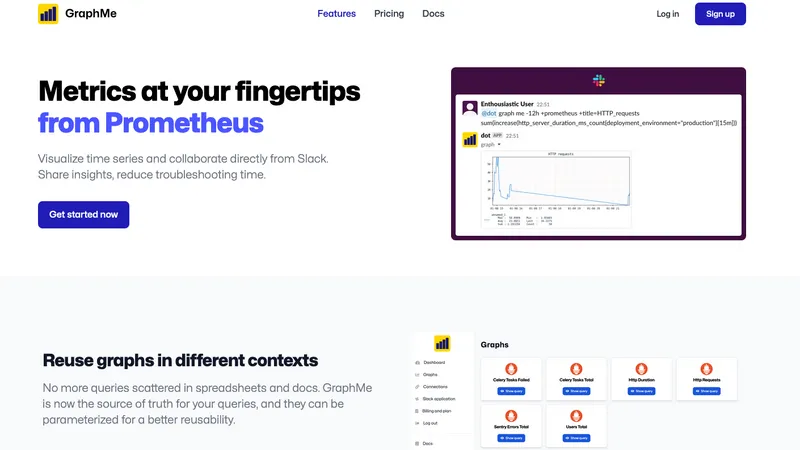 GraphMe
Features
Pricing
Docs
Log in
Sign up
Metrics at your fingertips
from Prometheus
Visualize time series and collaborate directly from Slack.
Share insights, reduce troubleshooting time.
Get started now
Enthousiastic User 22:51
@dot graph me -12h +prometheus +title=HTTP_requests
sum(increase(http_server_duration_ms_count{deployment_environment="production"}[15m]))
dot APP 22:51
graph
HTTP requests
Reuse graphs in different contexts
No more queries scattered in spreadsheets and docs. GraphMe
is now the source of truth for your queries, and they can be
parameterized for a better reusability.
Dashboard
Graphs
Connections
Slack application
Billing and plan
Log out
Docs
Graphs
Celery Tasks Failed
Show query
Celery Tasks Total
Show query
Http Duration
Show query
Http Requests
Show query
Sentry Errors Total
Show query
Users Total
Show query